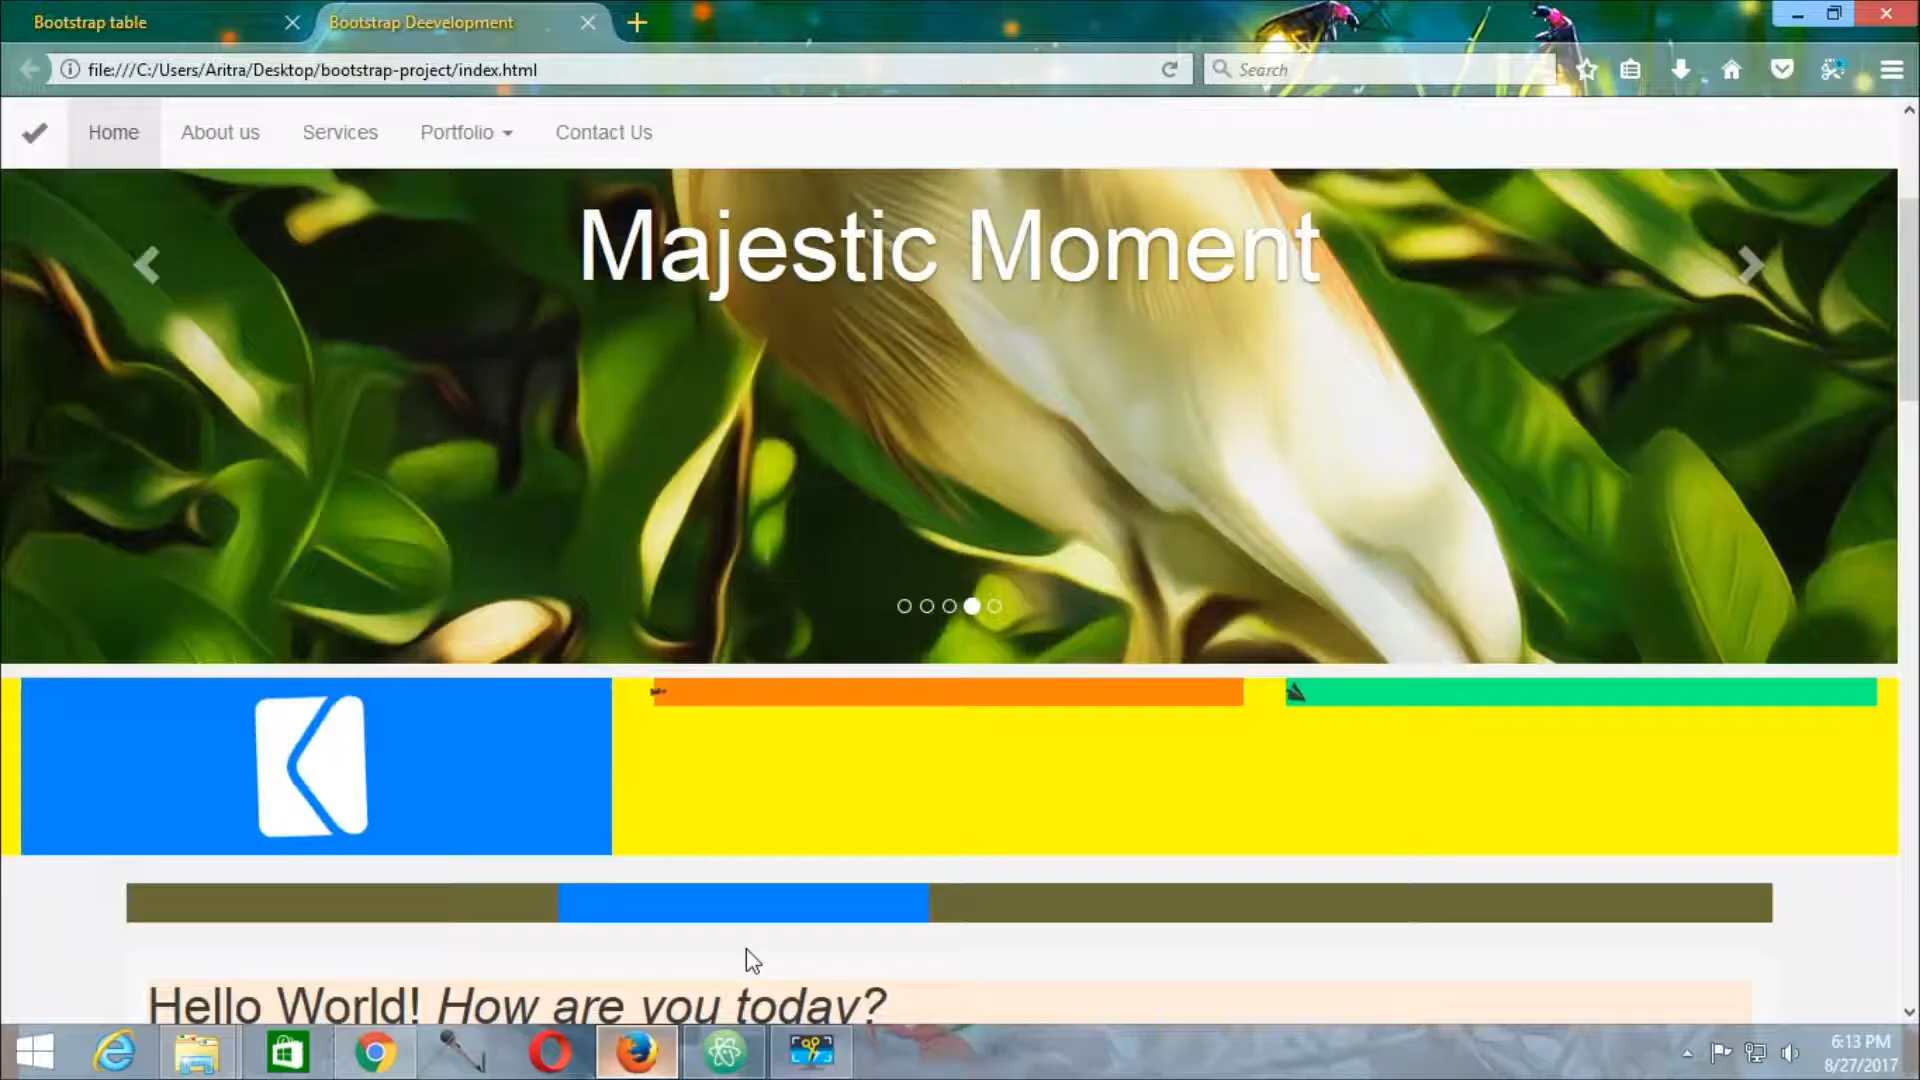 Bootstrap table
Bootstrap Deevelopment
file:///C:/Users/Aritra/Desktop/bootstrap-project/index.html
Search
Home
About us
Services
Portfolio
Contact Us
Majestic Moment
Hello World! How are you today?
6:13 PM
8/27/2017